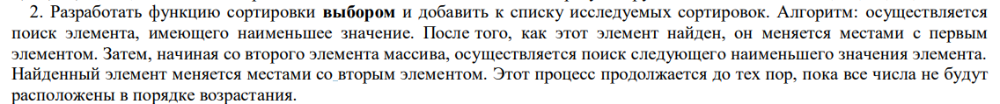 2. Разработать функцию сортировки выбором и добавить к списку исследуемых сортировок. Алгоритм: осуществляется
поиск элемента, имеющего наименьшее значение. После того, как этот элемент найден, он меняется местами с первым
элементом. Затем, начиная со второго элемента массива, осуществляется поиск следующего наименьшего значения элемента.
Найденный элемент меняется местами со вторым элементом. Этот процесс продолжается до тех пор, пока все числа не будут
расположены в порядке возрастания.